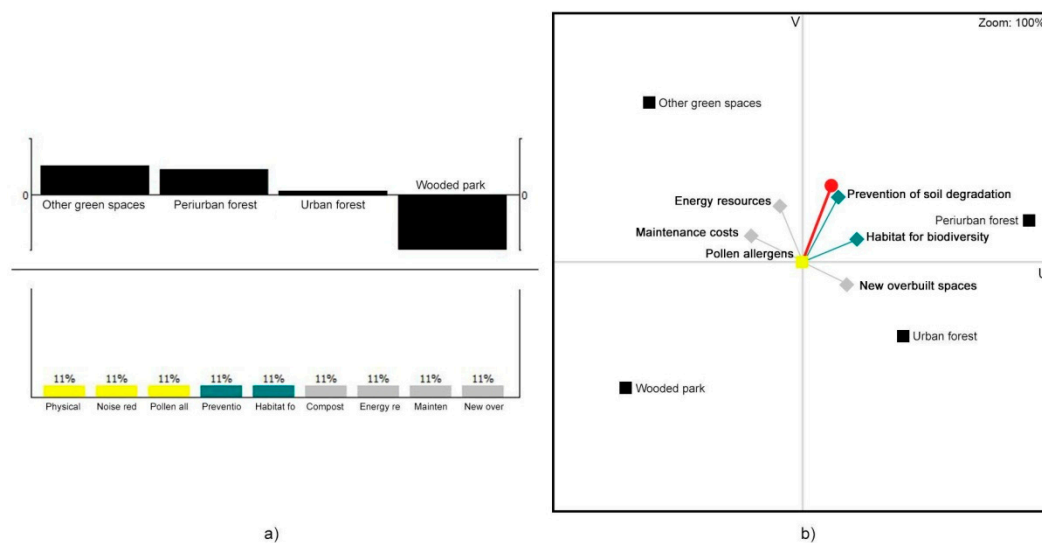 Wooded park
0
0
Other green spaces
Periurban forest
Urban forest
11%
11%
11%
11%
11%
11%
11%
11%
11%
Physical
Noise red
Pollen all
Preventio
Habitat fo
Compost
Energy re
Mainten
New over
a)
V
Zoom: 100%
Other green spaces
Energy resources
Prevention of soil degradation
Periurban forest
Maintenance costs
Habitat for biodiversity
Pollen allergens
New overbuilt spaces
Urban forest
Wooded park
b)